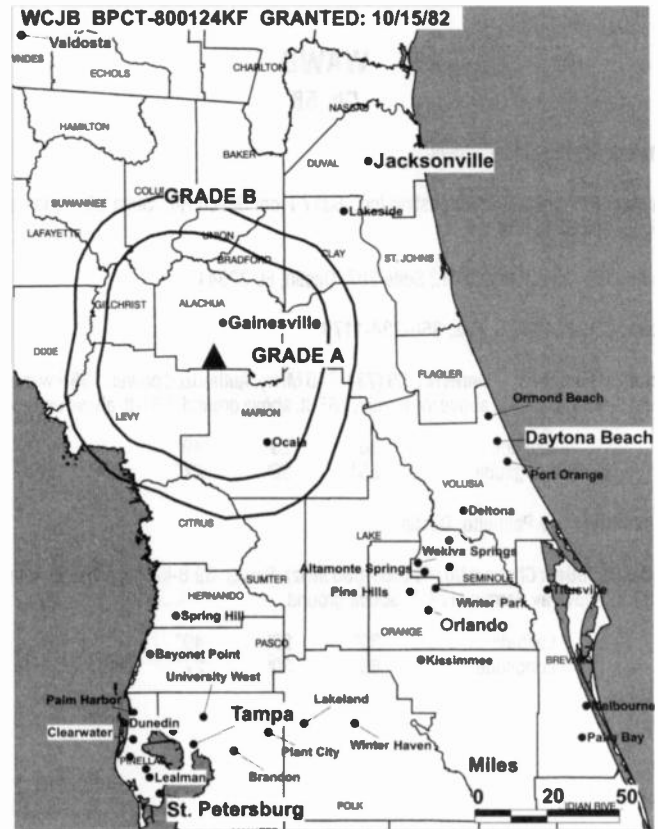 WCJB BPCT-800124KF GRANTED: 10/15/82
Valdosta
ECHOLS
CHARLTON
NASSAU
HAMILTON
BAKER
DUVAL
Jacksonville
SUWANNEE
GRADE B
Lakeside
LAFAYETTE
UNION
BRADFORD
CLAY
ST. JOHNS
GILCHRIST
ALACHUA
Gainesville
DIXIE
GRADE A
FLAGLER
LEVY
MARION
Ormond Beach
Ocala
Daytona Beach
Port Orange
VOLUSIA
CITRUS
Deltona
LAKE
Wekiva Springs
Altamonte Springs
SUMTER
SEMINOLE
HERNANDO
Pine Hills
Winter Park
Titusville
Spring Hill
Orlando
ORANGE
PASCO
Bayonet Point
Kissimmee
University West
Palm Harbor
Lakeland
Melbourne
Dunedin
Tampa
Clearwater
Palm Bay
Plant City
Winter Haven
PINELLAS
Miles
Lealman
Brandon
St. Petersburg
POLK
0 20 50